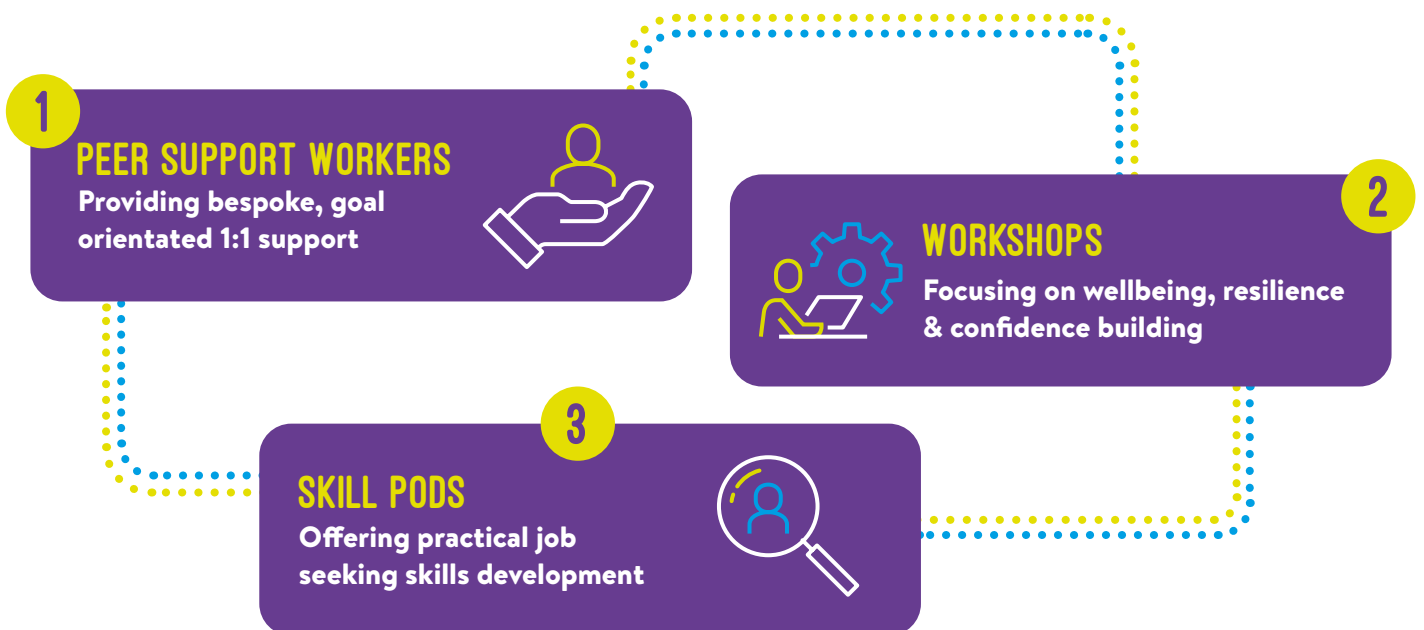 1
PEER SUPPORT WORKERS
Providing bespoke, goal
orientated 1:1 support
2
WORKSHOPS
Focusing on wellbeing, resilience
& confidence building
3
SKILL PODS
Offering practical job
seeking skills development